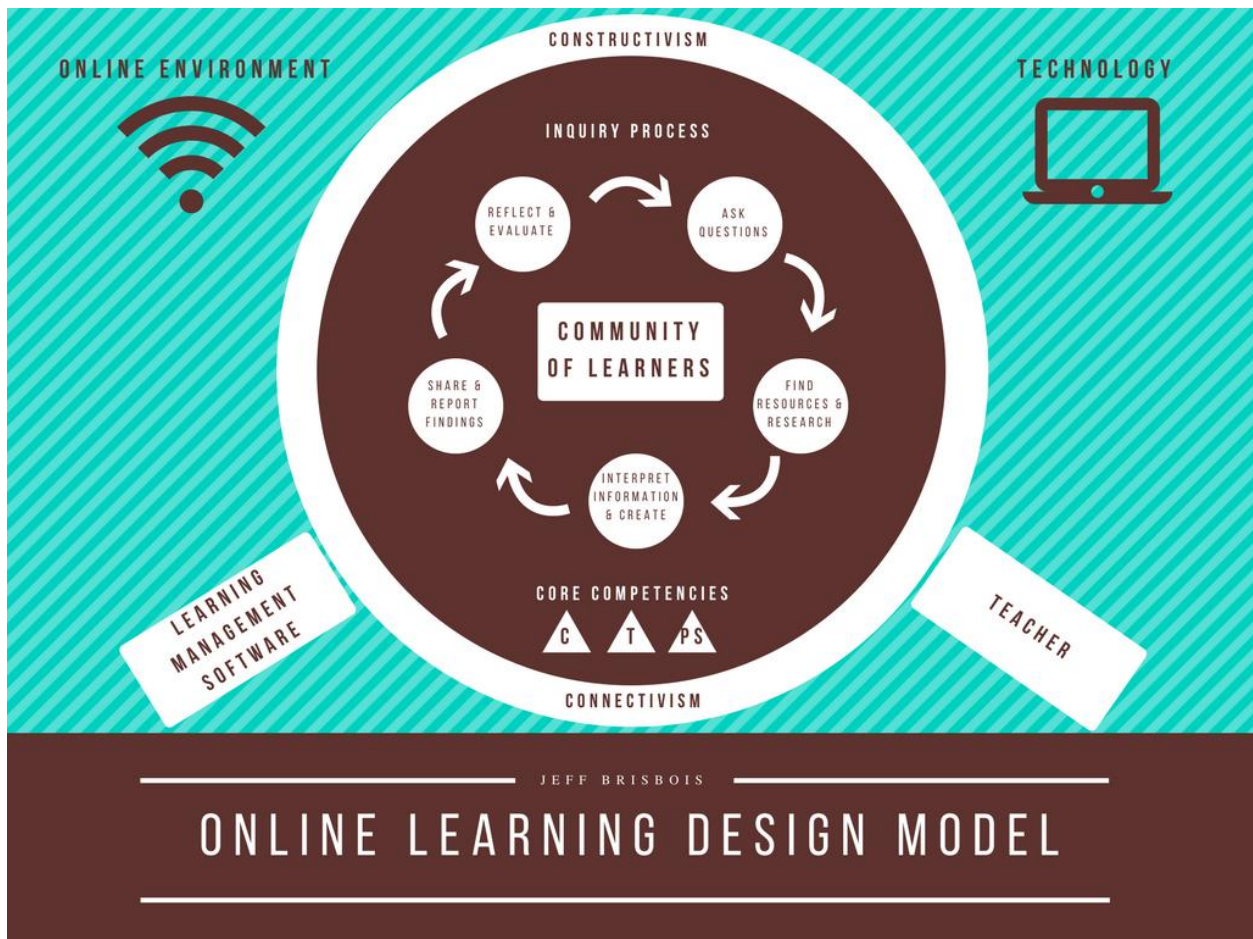 CONSTRUCTIVISM
ONLINE ENVIRONMENT
TECHNOLOGY
INQUIRY PROCESS
REFLECT &
EVALUATE
ASK
QUESTIONS
COMMUNITY
OF LEARNERS
SHARE &
REPORT
FINDINGS
FIND
RESOURCES &
RESEARCH
INTERPRET
INFORMATION
& CREATE
CORE COMPETENCIES
C
T
PS
LEARNING
MANAGEMENT
SOFTWARE
TEACHER
CONNECTIVISM
JEFF BRISBOIS
ONLINE LEARNING DESIGN MODEL